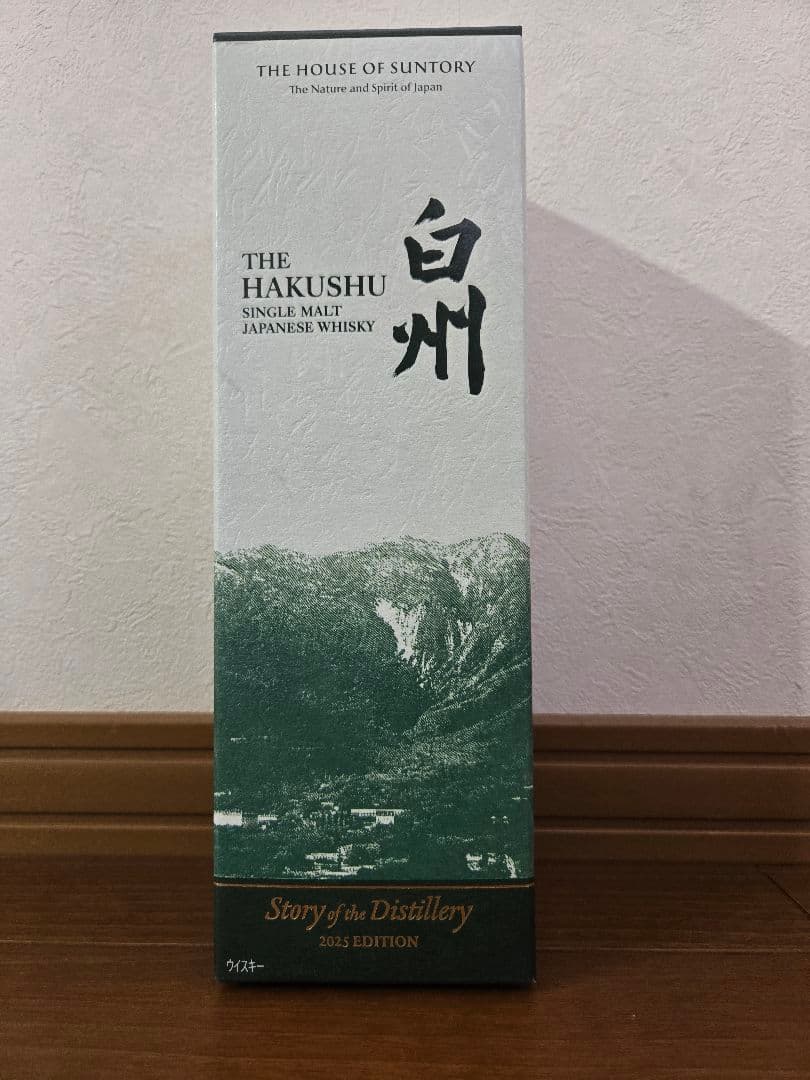 THE HOUSE OF SUNTORY
The Nature and Spirit of Japan
白州
THE
HAKUSHU
SINGLE MALT
JAPANESE WHISKY
Story of the Distillery
2025 EDITION
ウイスキー